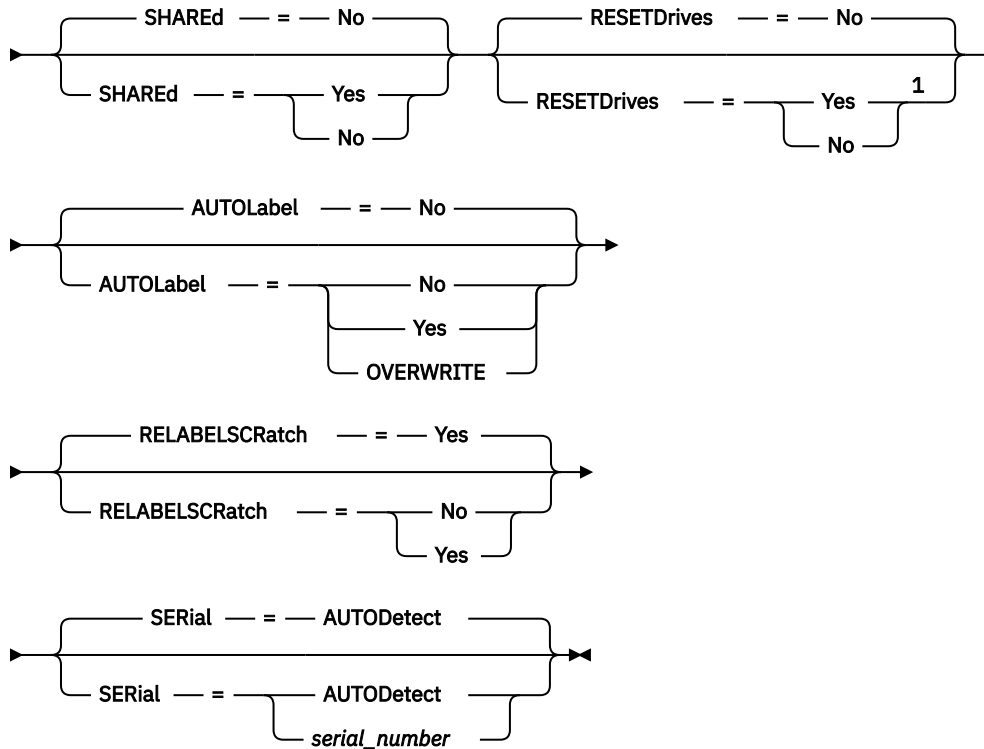 SHAREd = No RESETDrives = No
SHAREd = Yes RESETDrives = Yes 1
No No
AUTOLabel = No
AUTOLabel = No
Yes
OVERWRITE
RELABELSCRatch = Yes
RELABELSCRatch = No
Yes
SERial = AUTODetect
SERial = AUTODetect
serial_number